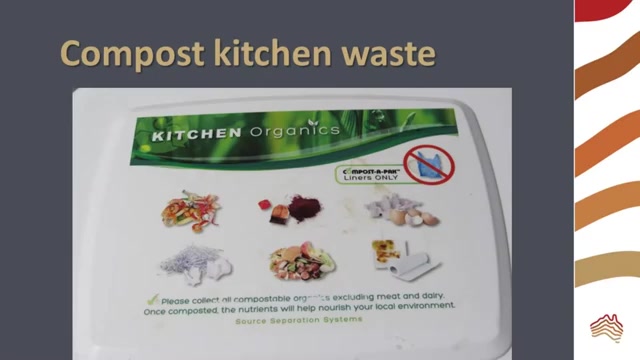 Compost kitchen waste
KITCHEN Organics
COMPOST-A-PAK™
Liners ONLY
Please collect all compostable organics excluding meat and dairy.
Once composted, the nutrients will help nourish your local environment.
Source Separation Systems